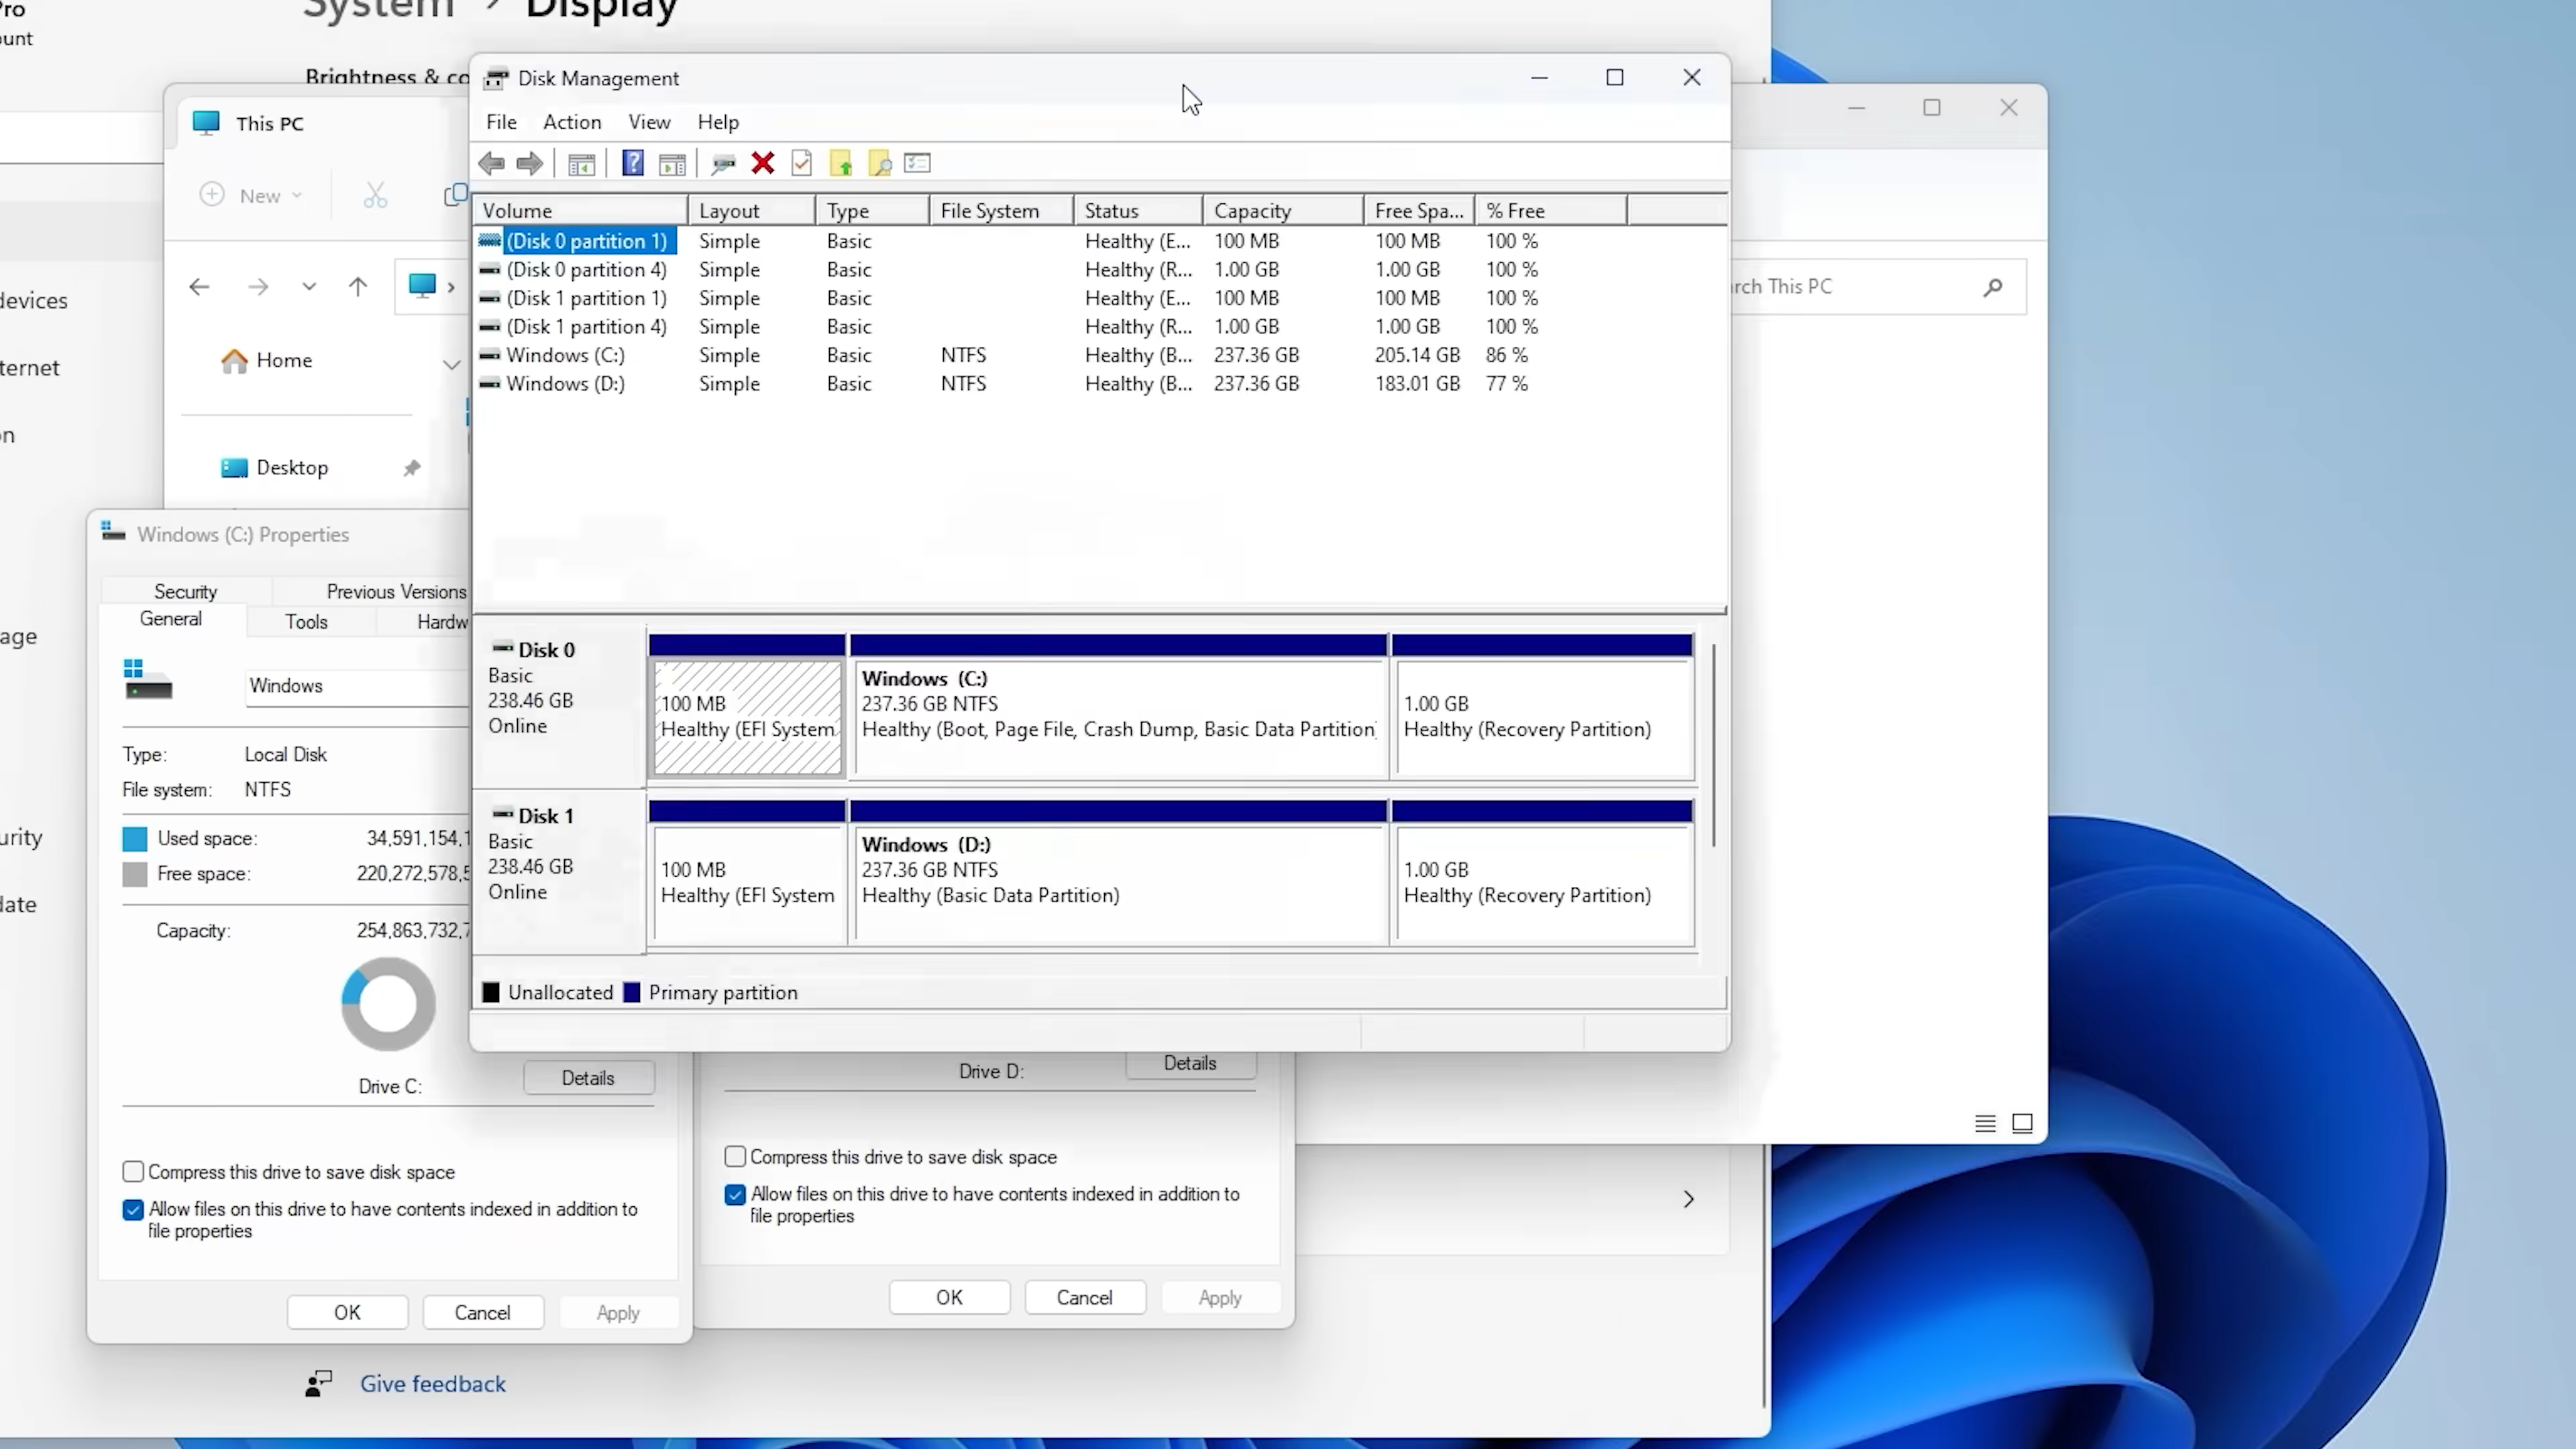 Pro
ount
System > Display
Brightness & co
devices
ternet
on
age
urity
date
This PC
New
Home
Desktop
rch This PC
Disk Management
File Action View Help
Volume Layout Type File System Status Capacity Free Spa... % Free
(Disk 0 partition 1) Simple Basic Healthy (E... 100 MB 100 MB 100 %
(Disk 0 partition 4) Simple Basic Healthy (R... 1.00 GB 1.00 GB 100 %
(Disk 1 partition 1) Simple Basic Healthy (E... 100 MB 100 MB 100 %
(Disk 1 partition 4) Simple Basic Healthy (R... 1.00 GB 1.00 GB 100 %
Windows (C:) Simple Basic NTFS Healthy (B... 237.36 GB 205.14 GB 86 %
Windows (D:) Simple Basic NTFS Healthy (B... 237.36 GB 183.01 GB 77 %
Disk 0
Basic
238.46 GB
Online
100 MB
Healthy (EFI System
Windows (C:)
237.36 GB NTFS
Healthy (Boot, Page File, Crash Dump, Basic Data Partition)
1.00 GB
Healthy (Recovery Partition)
Disk 1
Basic
238.46 GB
Online
100 MB
Healthy (EFI System
Windows (D:)
237.36 GB NTFS
Healthy (Basic Data Partition)
1.00 GB
Healthy (Recovery Partition)
Unallocated Primary partition
Windows (C:) Properties
Security Previous Versions
General Tools Hardw
Windows
Type: Local Disk
File system: NTFS
Used space: 34,591,154,1
Free space: 220,272,578,5
Capacity: 254,863,732,7
Drive C: Details
Compress this drive to save disk space
Allow files on this drive to have contents indexed in addition to
file properties
OK Cancel Apply
Drive D: Details
Compress this drive to save disk space
Allow files on this drive to have contents indexed in addition to
file properties
OK Cancel Apply
Give feedback